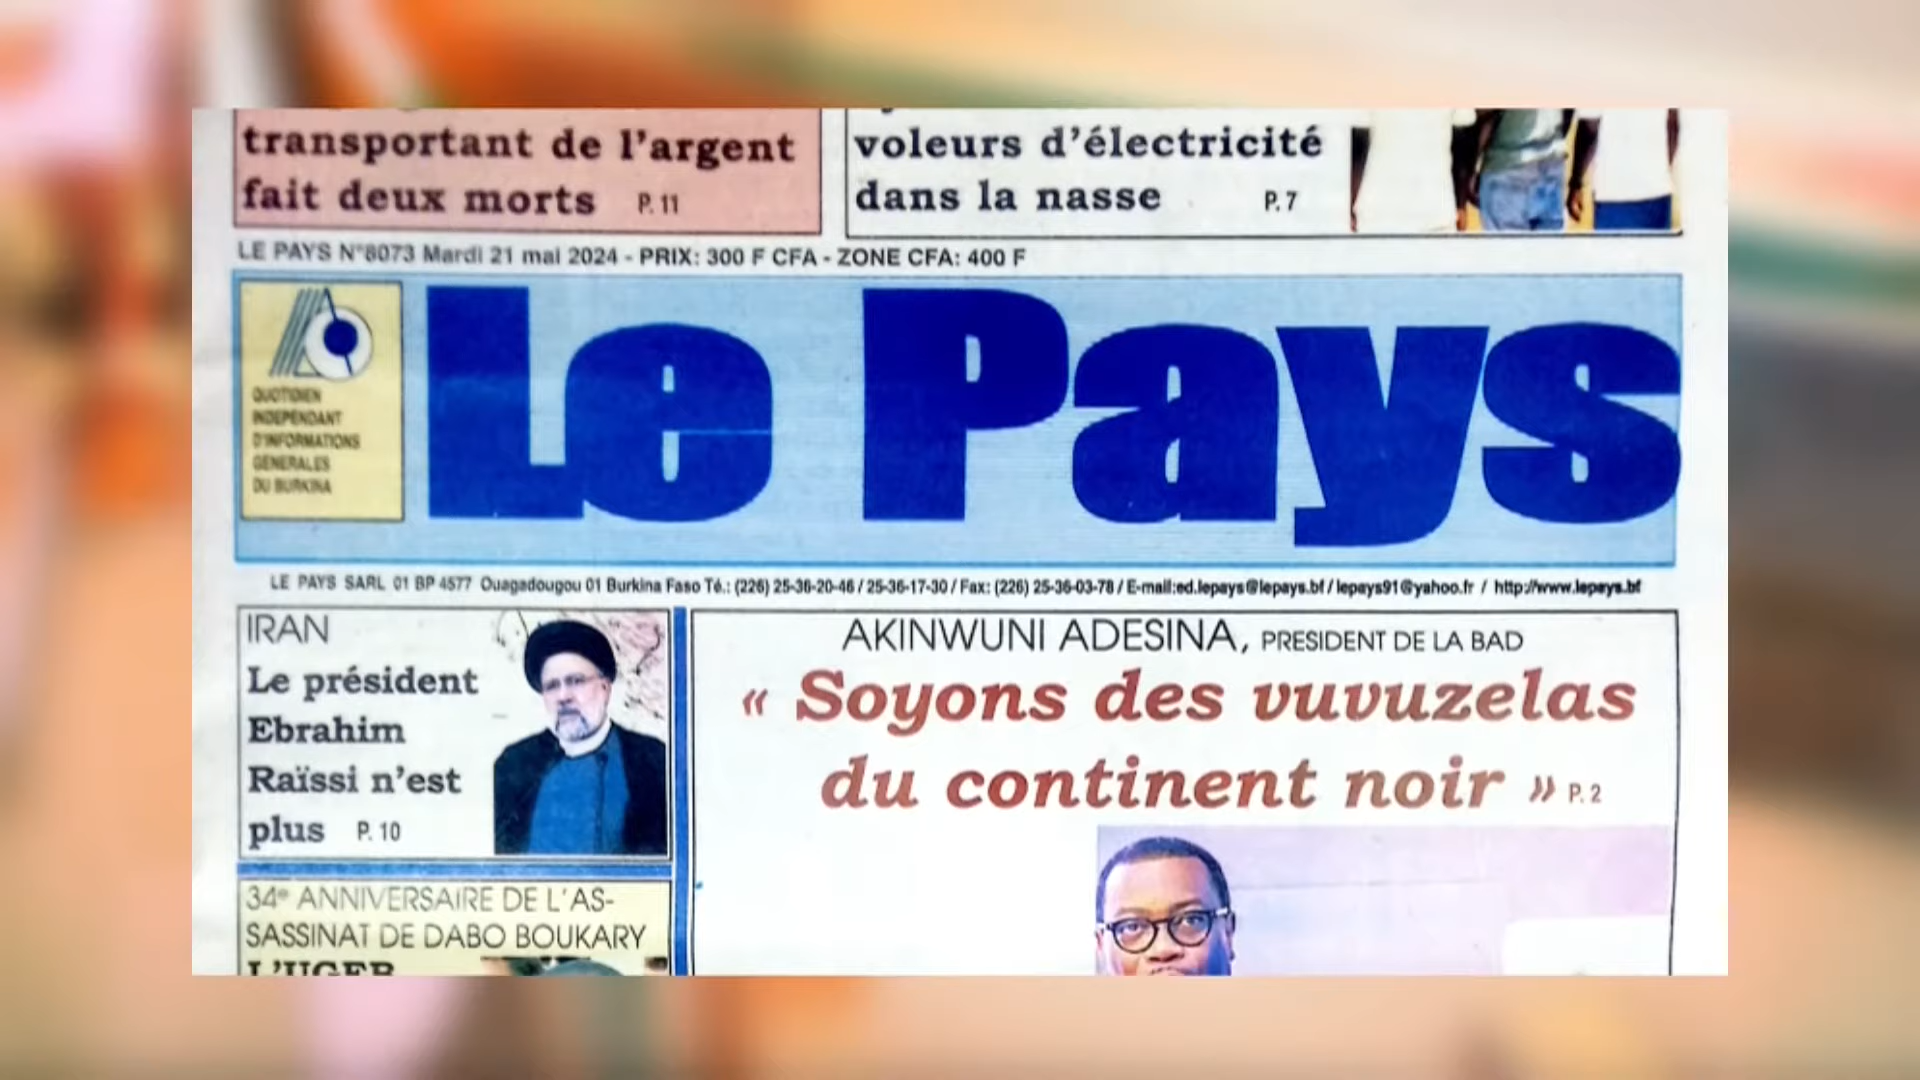 transportant de l'argent
fait deux morts P. 11
voleurs d'électricité
dans la nasse P. 7
LE PAYS N°8073 Mardi 21 mai 2024 - PRIX: 300 F CFA - ZONE CFA: 400 F
QUOTIDIEN
INDEPENDANT
D'INFORMATIONS
GENERALES
DU BURKINA
Le Pays
LE PAYS SARL 01 BP 4577 Ouagadougou 01 Burkina Faso Té.: (226) 25-36-20-46 / 25-36-17-30 / Fax: (226) 25-36-03-78 / E-mail:ed.lepays@lepays.bf / lepays91@yahoo.fr / http://www.lepays.bf
IRAN
Le président
Ebrahim
Raïssi n'est
plus P. 10
34e ANNIVERSAIRE DE L'AS-
SASSINAT DE DABO BOUKARY
L'UGEB
AKINWUNI ADESINA, PRESIDENT DE LA BAD
« Soyons des vuvuzelas
du continent noir » P. 2